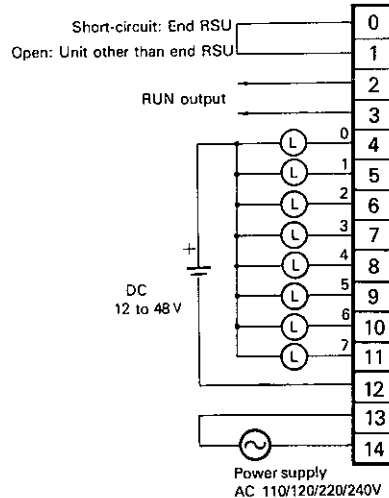 Short-circuit: End RSU
0
Open: Unit other than end RSU
1
2
RUN output
3
L 0 4
L 1 5
L 2 6
L 3 7
L 4 8
L 5 9
L 6 10
L 7 11
+
DC
12 to 48 V
12
13
14
Power supply
AC 110/120/220/240V